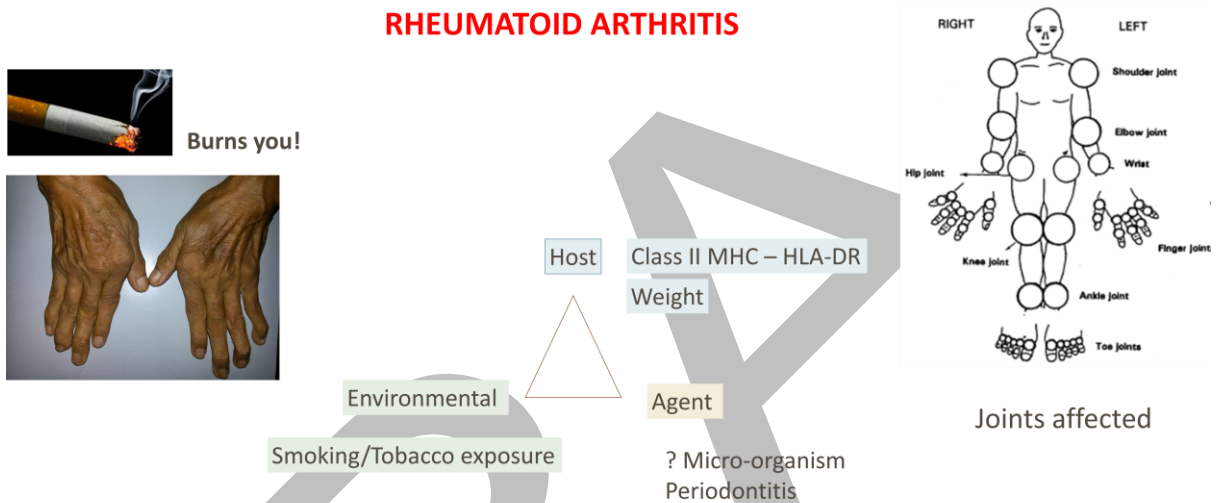 RHEUMATOID ARTHRITIS
Burns you!
Host
Class II MHC – HLA-DR
Weight
Environmental
Agent
Smoking/Tobacco exposure
? Micro-organism
Periodontitis
RIGHT
LEFT
Shoulder joint
Elbow joint
Wrist
Hip joint
Finger joints
Knee joint
Ankle joint
Toe joints
Joints affected